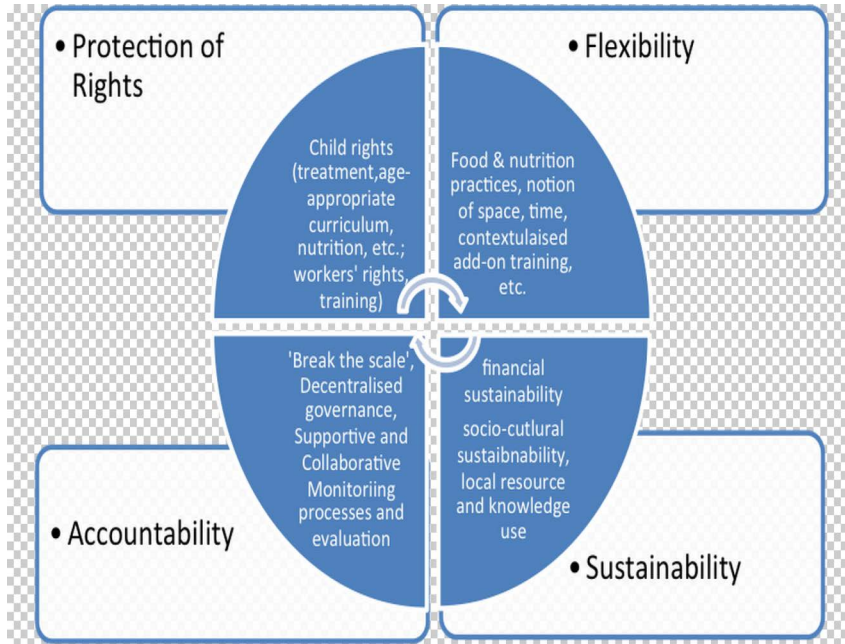 • Protection of
Rights
• Flexibility
Child rights
(treatment,age-
appropriate
curriculum,
nutrition, etc.;
workers' rights,
training)
Food & nutrition
practices, notion
of space, time,
contextulaised
add-on training,
etc.
'Break the scale',
Decentralised
governance,
Supportive and
Collaborative
Monitoriing
processes and
evaluation
financial
sustainability
socio-cutlural
sustaibnability,
local resource
and knowledge
use
• Accountability
• Sustainability